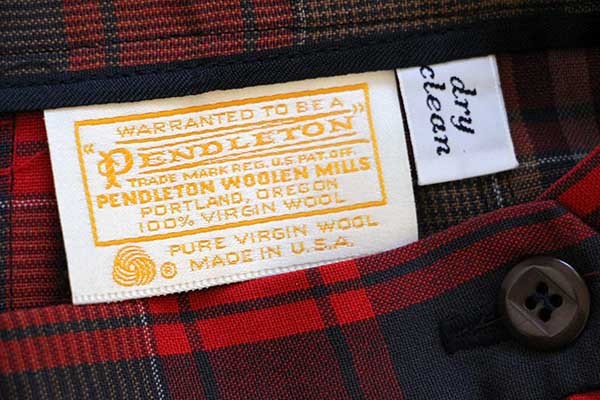 WARRANTED TO BE A
"PENDLETON"
TRADE MARK REG. U.S. PAT. OFF.
PENDLETON WOOLEN MILLS
PORTLAND, OREGON
100% VIRGIN WOOL
PURE VIRGIN WOOL
® MADE IN U.S.A.
dry
clean